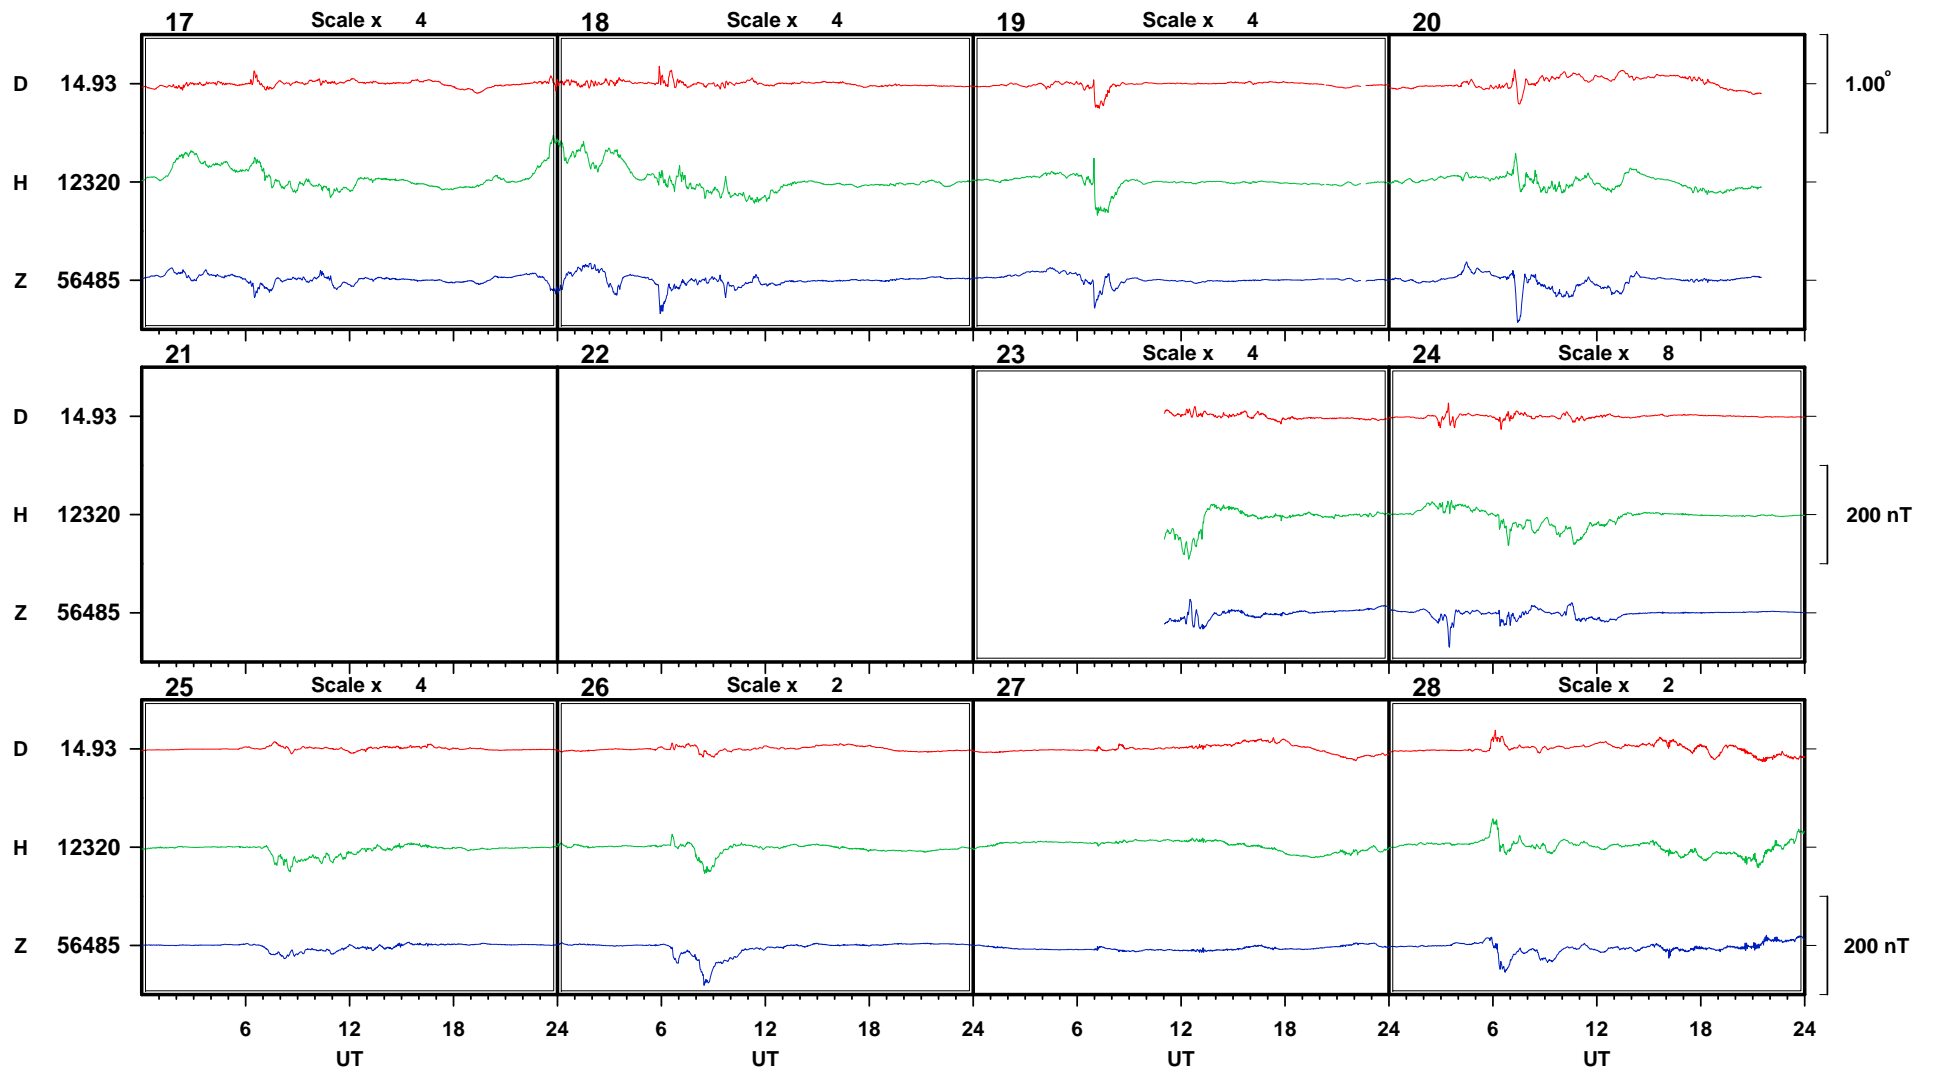 17 Scale x 4 18 Scale x 4 19 Scale x 4 20
D 14.93 1.00°
H 12320
Z 56485
6 12 18 24 6 12 18 24 6 12 18 24 6 12 18 24
21 22 23 Scale x 4 24 Scale x 8
D 14.93
H 12320 200 nT
Z 56485
25 Scale x 4 26 Scale x 2 27 28 Scale x 2
D 14.93
H 12320
Z 56485 200 nT
UT UT UT UT